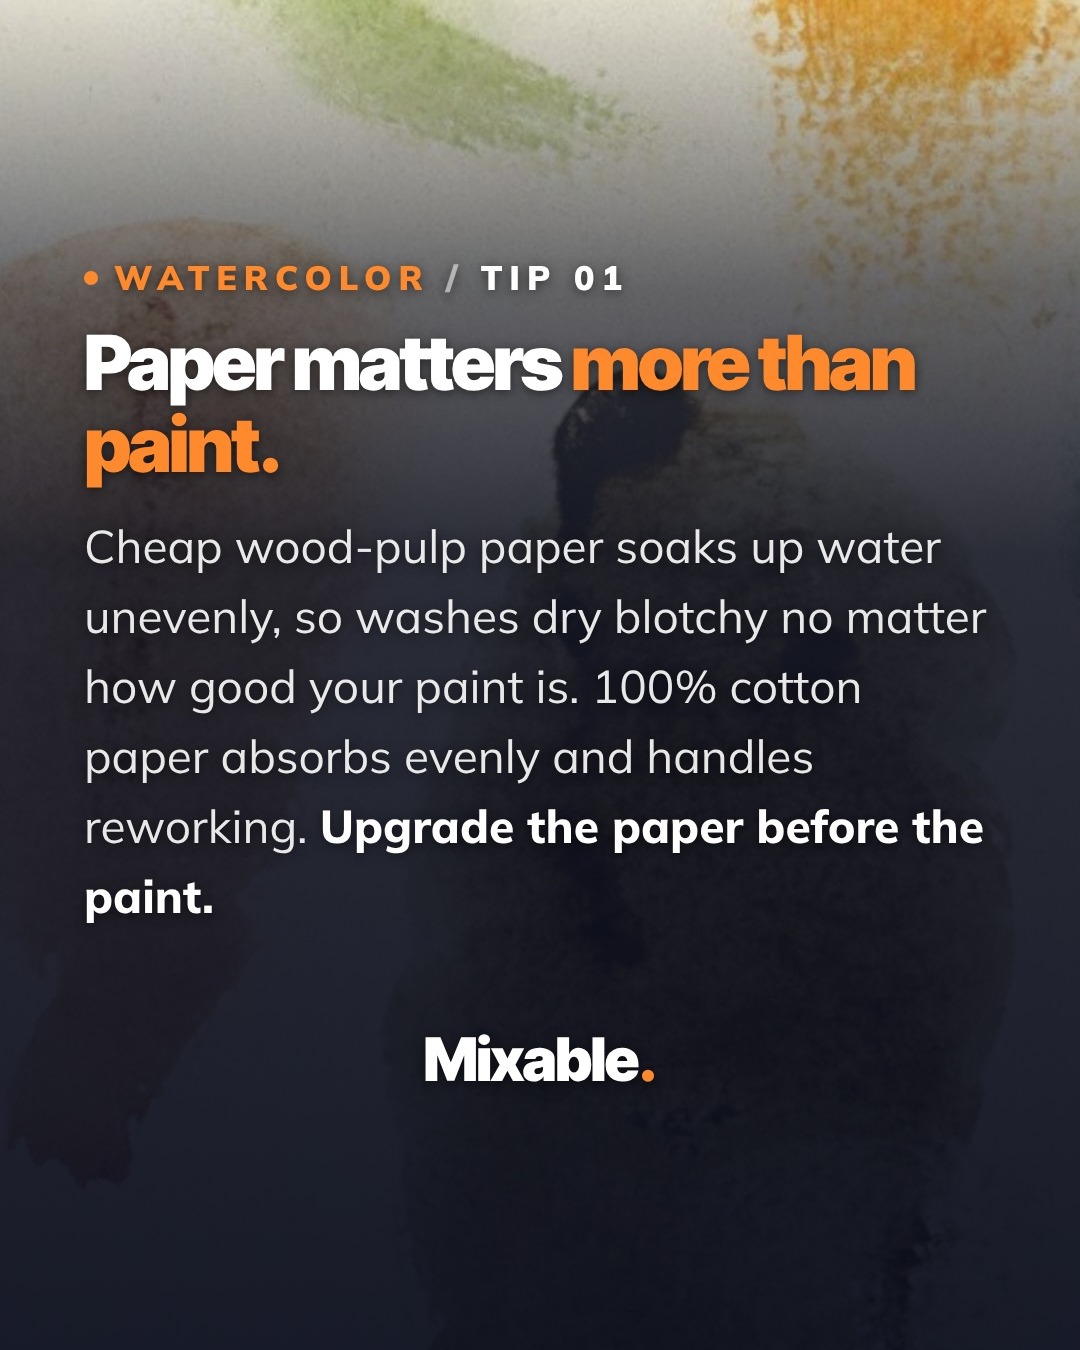 • WATERCOLOR / TIP 01
Paper matters more than
paint.
Cheap wood-pulp paper soaks up water
unevenly, so washes dry blotchy no matter
how good your paint is. 100% cotton
paper absorbs evenly and handles
reworking. Upgrade the paper before the
paint.
Mixable.